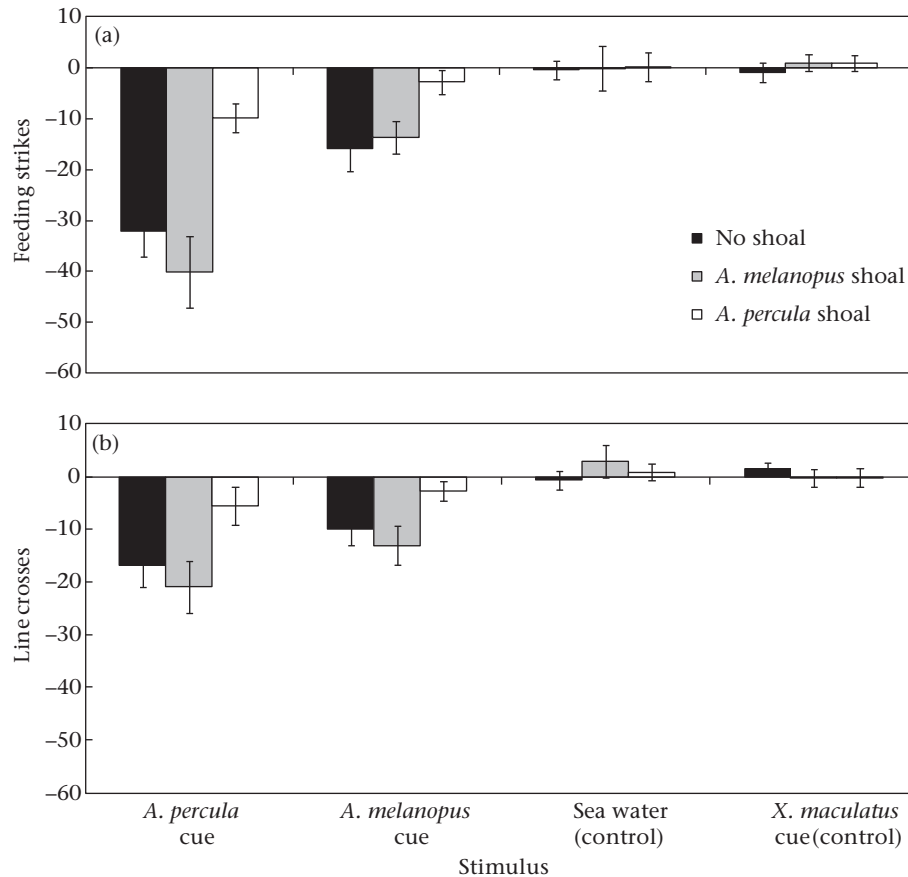 10
(a)
0
–10
–20
–30
–40
–50
–60
Feeding strikes
No shoal
A. melanopus shoal
A. percula shoal
10
(b)
0
–10
–20
–30
–40
–50
–60
Line crosses
A. percula
cue
A. melanopus
cue
Sea water
(control)
X. maculatus
cue (control)
Stimulus